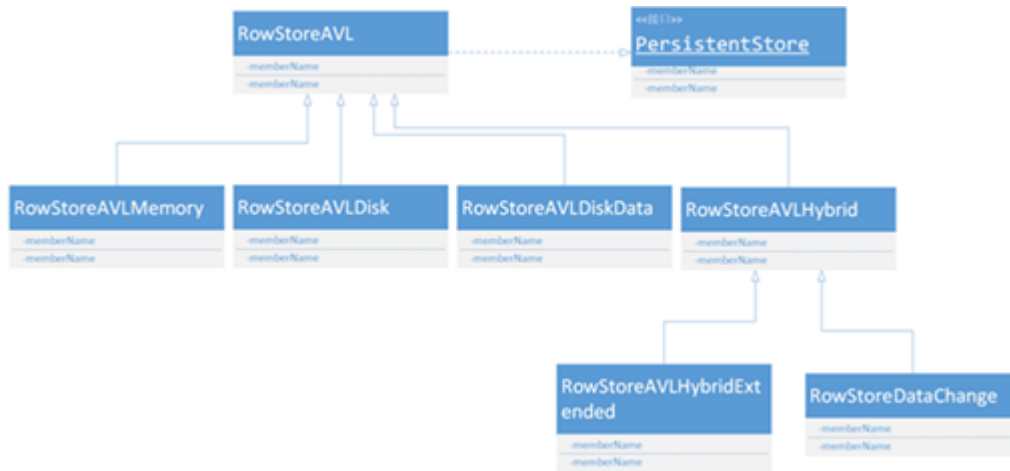 RowStoreAVL
-memberName
-memberName
PersistentStore
-memberName
-memberName
RowStoreAVLMemory
-memberName
-memberName
RowStoreAVLDisk
-memberName
-memberName
RowStoreAVLDiskData
-memberName
-memberName
RowStoreAVLHybrid
-memberName
-memberName
RowStoreAVLHybridExt
ended
-memberName
-memberName
RowStoreDataChange
-memberName
-memberName